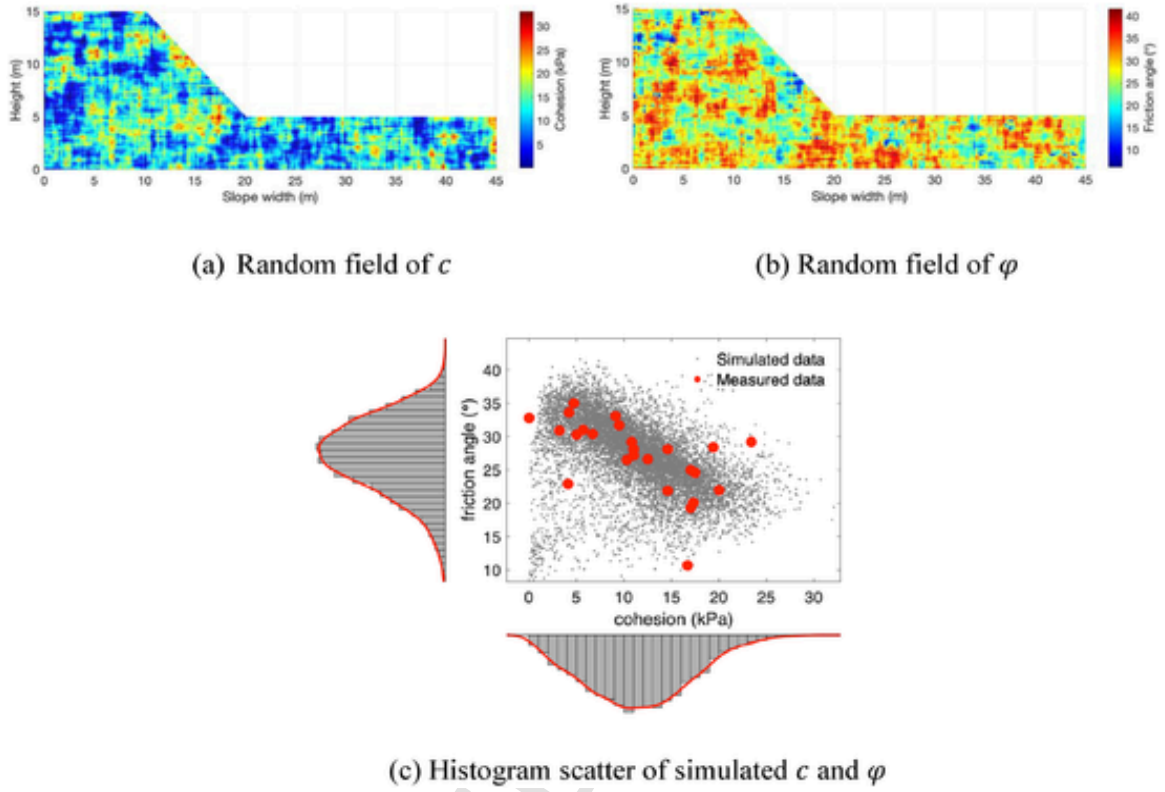 15
10
5
0
Height (m)
0 5 10 15 20 25 30 35 40 45
Slope width (m)
30
25
20
15
10
5
Cohesion (kPa)
15
10
5
0
Height (m)
0 5 10 15 20 25 30 35 40 45
Slope width (m)
40
35
30
25
20
15
10
Friction angle (°)
(a) Random field of c
(b) Random field of φ
40
35
30
25
20
15
10
friction angle (°)
Simulated data
Measured data
0 5 10 15 20 25 30
cohesion (kPa)
(c) Histogram scatter of simulated c and φ